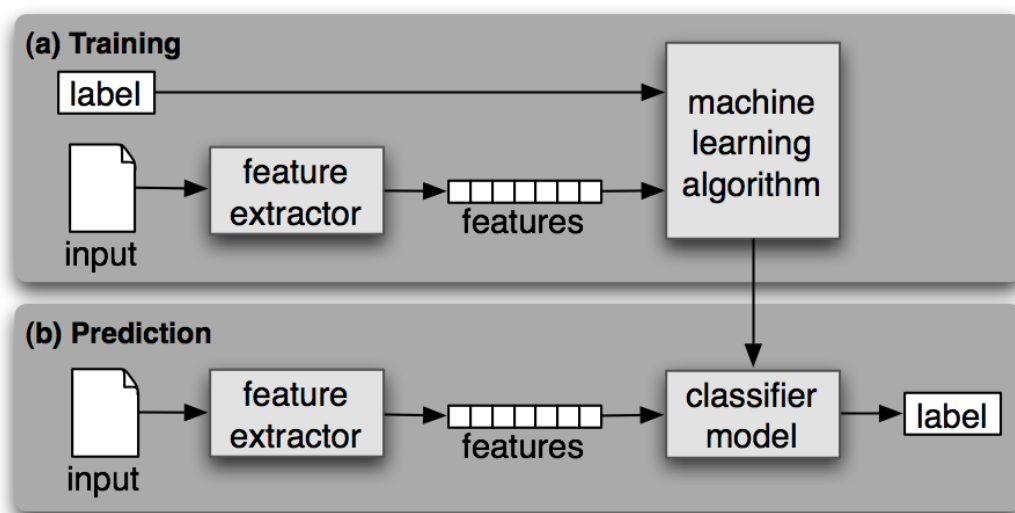 (a) Training
label
machine
learning
algorithm
feature
extractor
features
input
(b) Prediction
feature
extractor
features
classifier
model
label
input